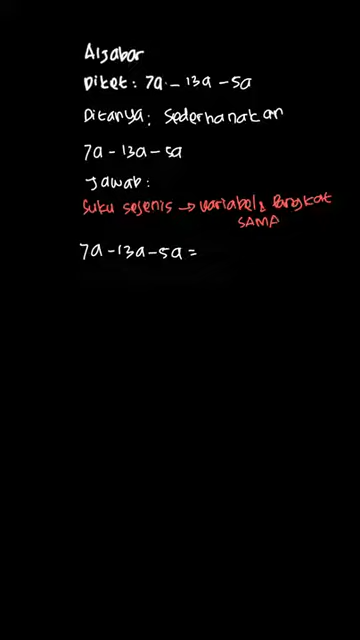 Aljabar
Diket: 7a - 13a - 5a
Ditanya: Sederhanakan
7a - 13a - 5a
Jawab:
Suku sejenis → variabel & Pangkat
SAMA
7a - 13a - 5a =